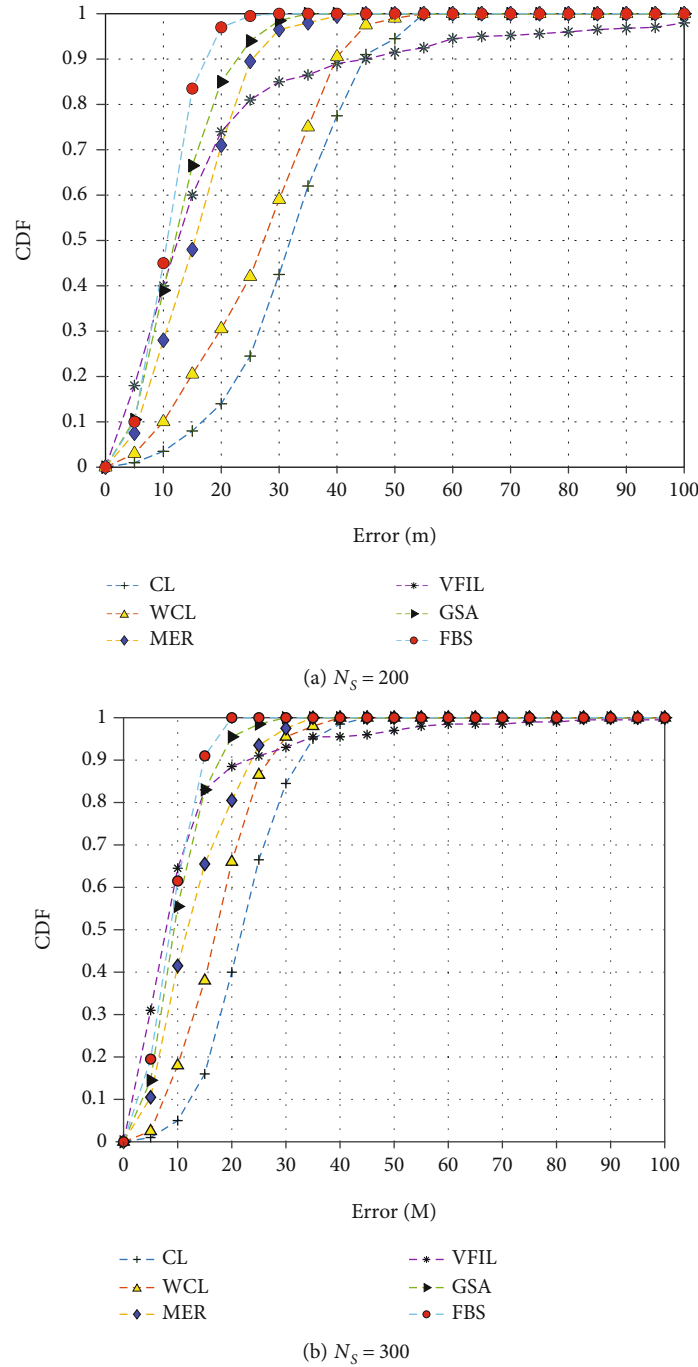 1
0.9
0.8
0.7
0.6
0.5
0.4
0.3
0.2
0.1
0
CDF
0 10 20 30 40 50 60 70 80 90 100
Error (m)
CL
WCL
MER
VFIL
GSA
FBS
(a) N_S = 200
1
0.9
0.8
0.7
0.6
0.5
0.4
0.3
0.2
0.1
0
CDF
0 10 20 30 40 50 60 70 80 90 100
Error (M)
CL
WCL
MER
VFIL
GSA
FBS
(b) N_S = 300